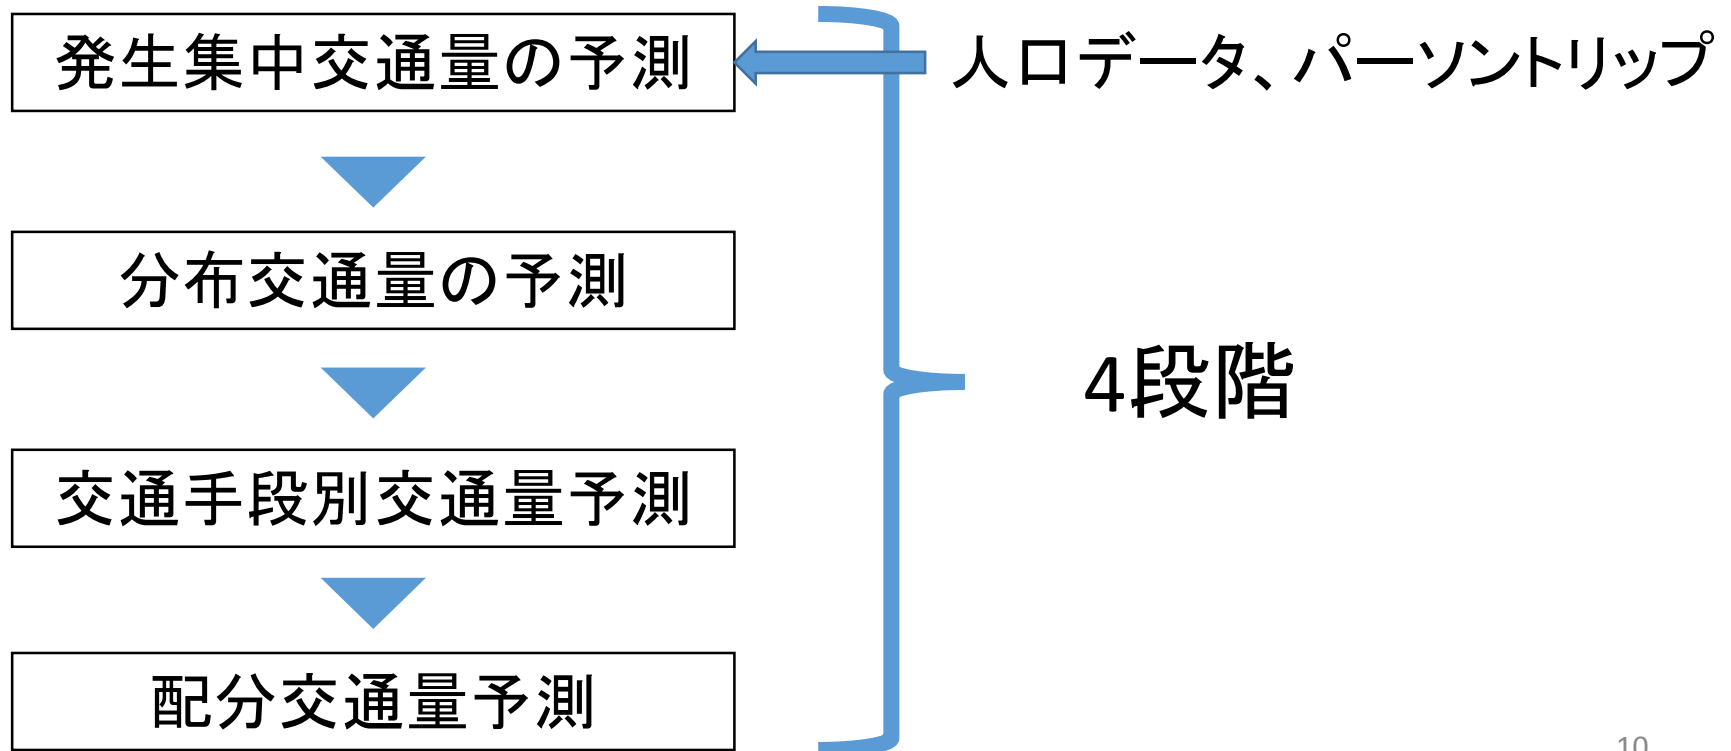 発生集中交通量の予測
人口データ、パーソントリップ
分布交通量の予測
4段階
交通手段別交通量予測
配分交通量予測
10